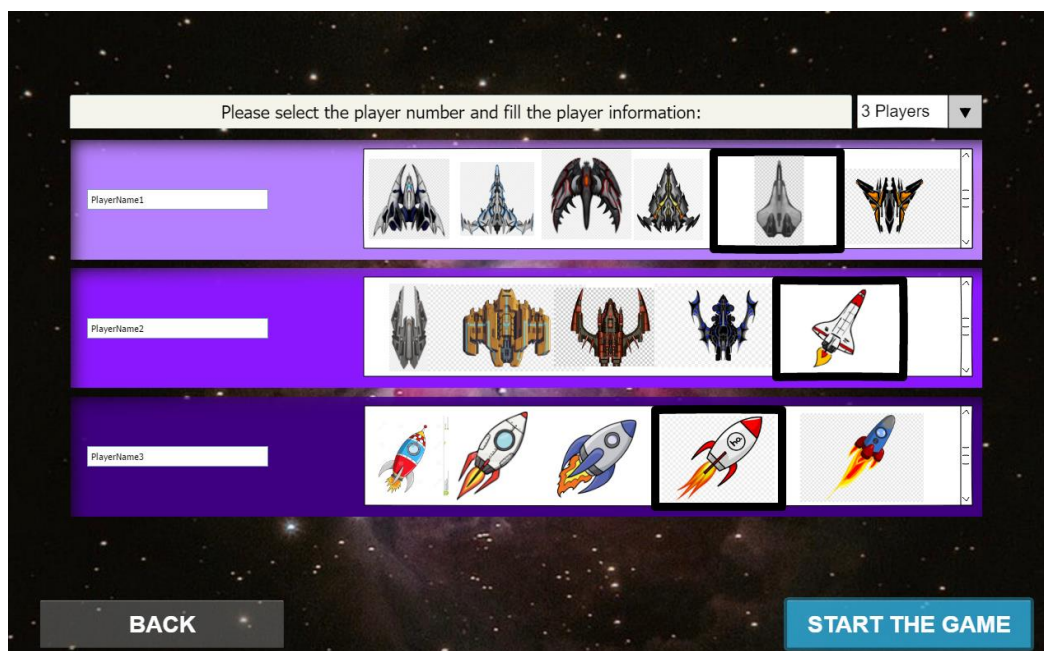 Please select the player number and fill the player information:
3 Players
PlayerName1
PlayerName2
PlayerName3
ho.
BACK
START THE GAME